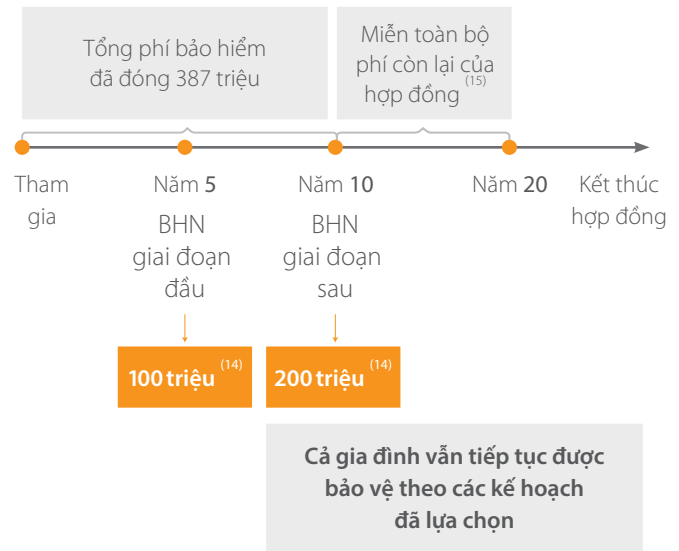 Tổng phí bảo hiểm
đã đóng 387 triệu
Miễn toàn bộ
phí còn lại của
hợp đồng (15)
Tham
gia
Năm 5
BHN
giai đoạn
đầu
Năm 10
BHN
giai đoạn
sau
Năm 20
Kết thúc
hợp đồng
100 triệu (14)
200 triệu (14)
Cả gia đình vẫn tiếp tục được
bảo vệ theo các kế hoạch
đã lựa chọn